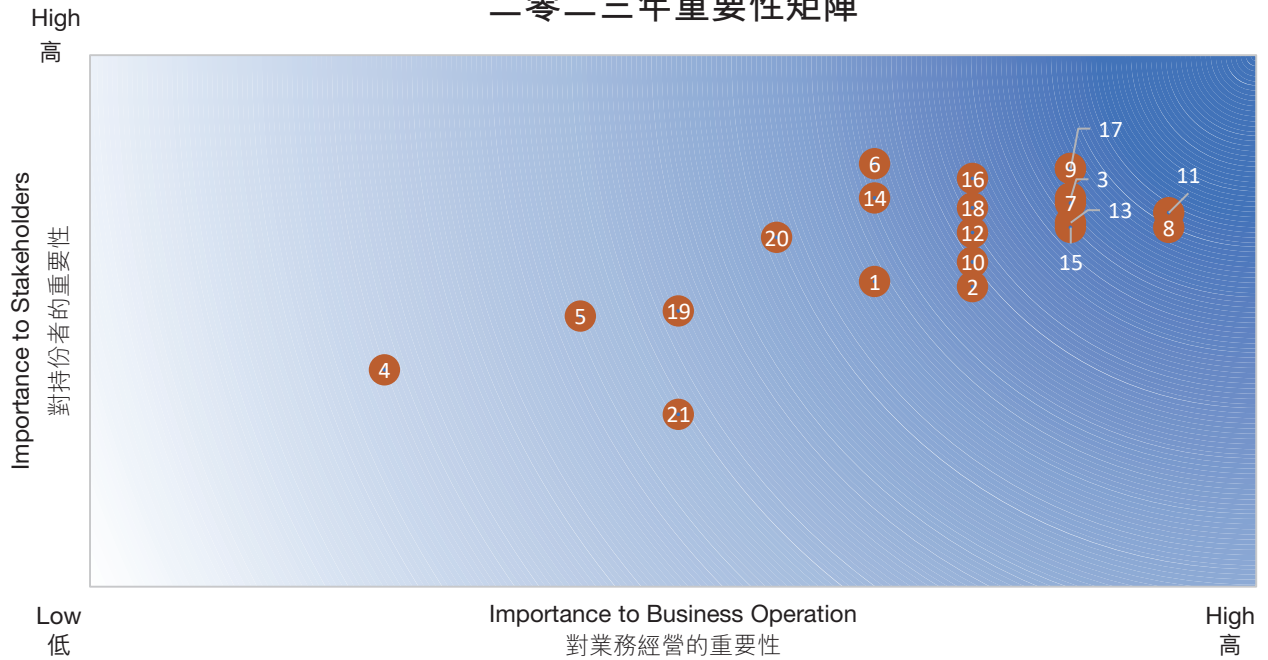 二零二三年重要性矩陣
High
高
Importance to Stakeholders
對持份者的重要性
17
6
9
16
3
11
14
7
18
13
8
20
12
15
10
1
2
19
5
4
21
Low
低
Importance to Business Operation
對業務經營的重要性
High
高